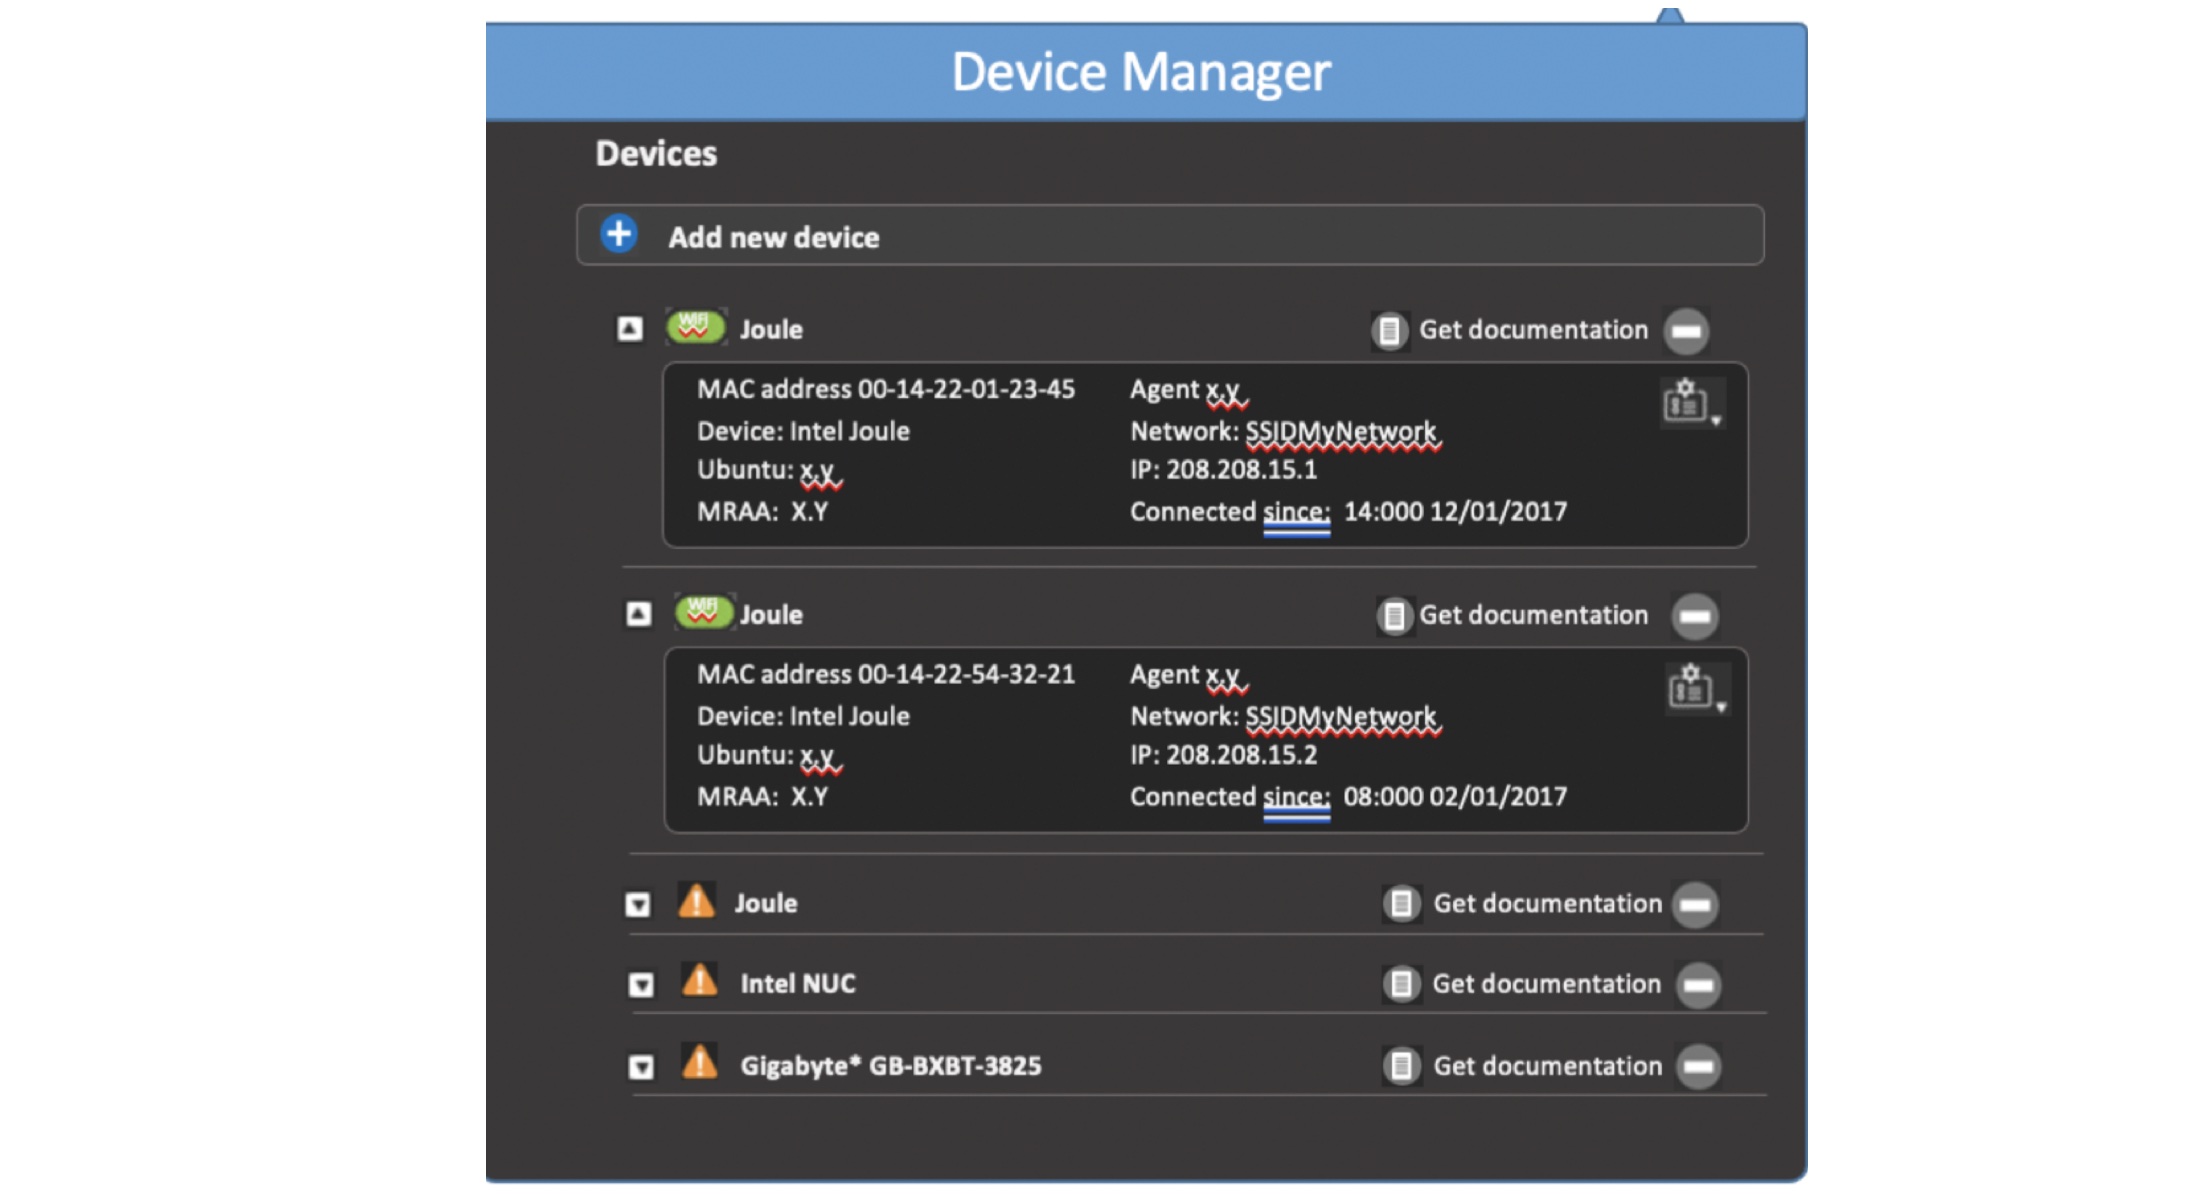 Device Manager
Devices
Add new device
WIFI Joule Get documentation
MAC address 00-14-22-01-23-45 Agent x.y
Device: Intel Joule Network: SSIDMyNetwork
Ubuntu: x.y IP: 208.208.15.1
MRAA: X.Y Connected since: 14:000 12/01/2017
WIFI Joule Get documentation
MAC address 00-14-22-54-32-21 Agent x.y
Device: Intel Joule Network: SSIDMyNetwork
Ubuntu: x.y IP: 208.208.15.2
MRAA: X.Y Connected since: 08:000 02/01/2017
Joule Get documentation
Intel NUC Get documentation
Gigabyte* GB-BXBT-3825 Get documentation